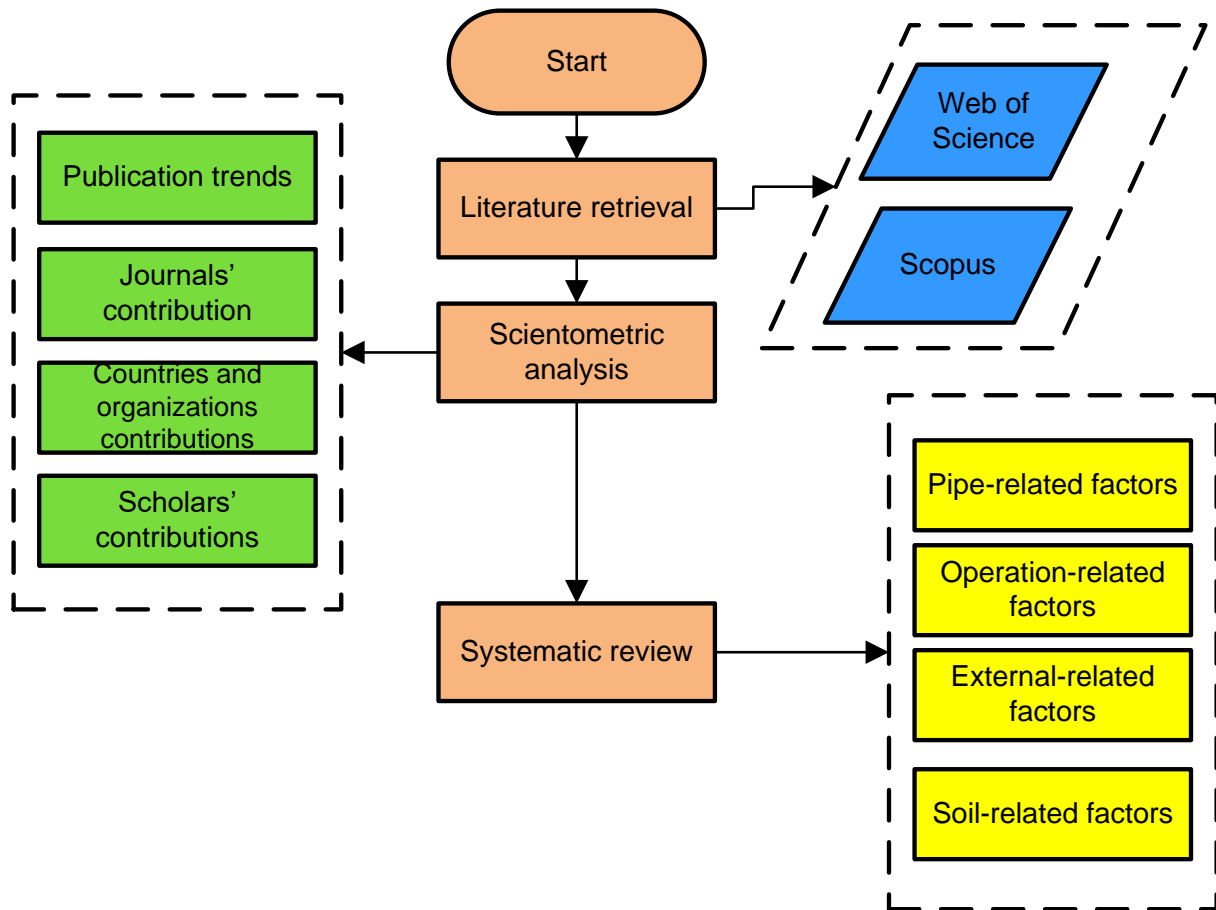 Start
Literature retrieval
Scientometric
analysis
Systematic review
Web of
Science
Scopus
Publication trends
Journals’
contribution
Countries and
organizations
contributions
Scholars’
contributions
Pipe-related factors
Operation-related
factors
External-related
factors
Soil-related factors